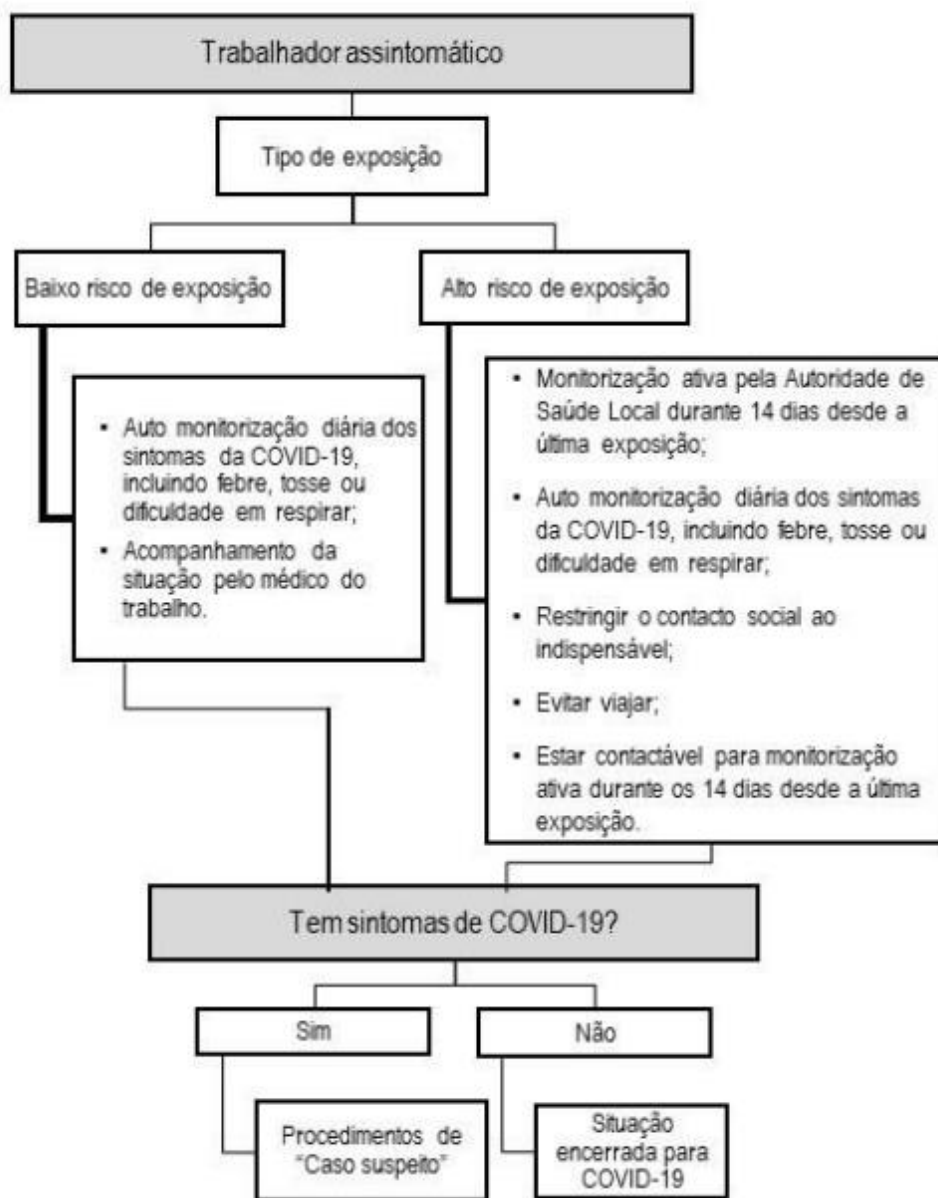 Trabalhador assintomático
Tipo de exposição
Baixo risco de exposição
Alto risco de exposição
• Auto monitorização diária dos
sintomas da COVID-19,
incluindo febre, tosse ou
dificuldade em respirar;
• Acompanhamento da
situação pelo médico do
trabalho.
• Monitorização ativa pela Autoridade de
Saúde Local durante 14 dias desde a
última exposição;
• Auto monitorização diária dos sintomas
da COVID-19, incluindo febre, tosse ou
dificuldade em respirar;
• Restringir o contacto social ao
indispensável;
• Evitar viajar;
• Estar contactável para monitorização
ativa durante os 14 dias desde a última
exposição.
Tem sintomas de COVID-19?
Sim
Não
Procedimentos de
“Caso suspeito”
Situação
encerrada para
COVID-19